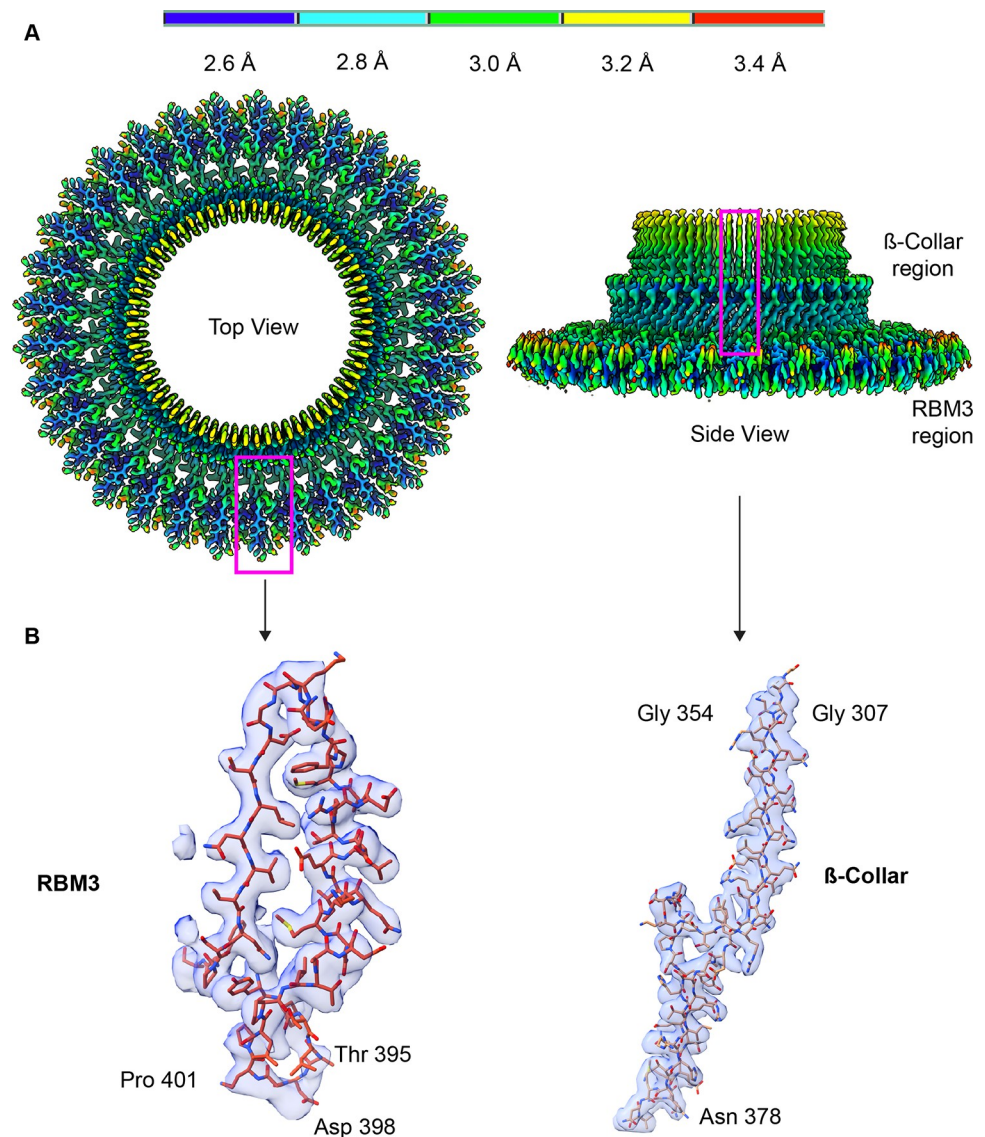 A
2.6 Å
2.8 Å
3.0 Å
3.2 Å
3.4 Å
Top View
ß-Collar
region
RBM3
region
Side View
B
Gly 354
Gly 307
RBM3
ß-Collar
Thr 395
Pro 401
Asp 398
Asn 378